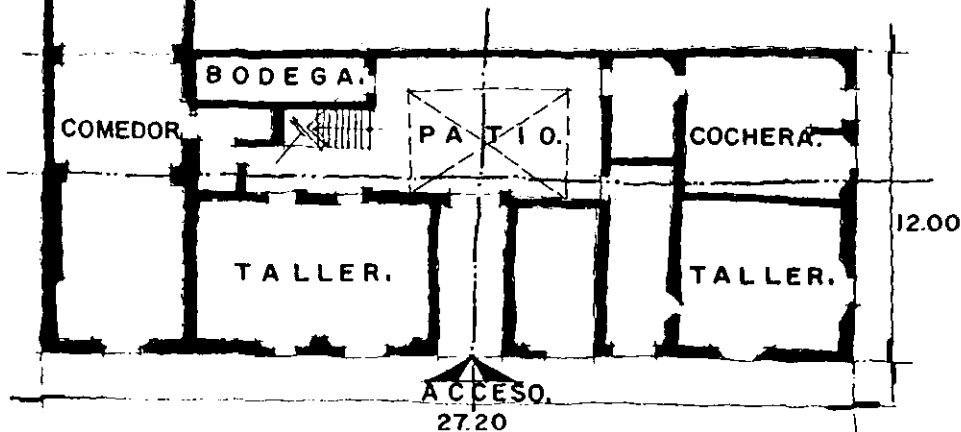 BODEGA.
COMEDOR
PATIO.
COCHERA.
12.00
TALLER.
TALLER.
ACCESO.
27.20